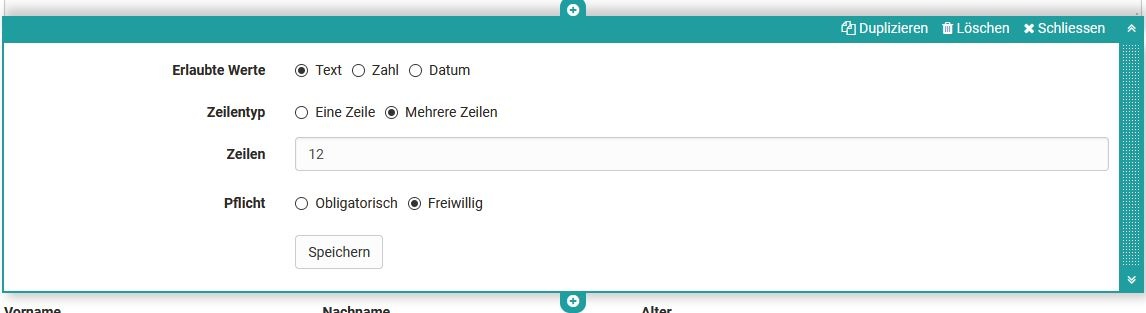 Duplizieren Löschen Schliessen
Erlaubte Werte Text Zahl Datum
Zeilentyp Eine Zeile Mehrere Zeilen
Zeilen 12
Pflicht Obligatorisch Freiwillig
Speichern
Vorname Nachname Alter